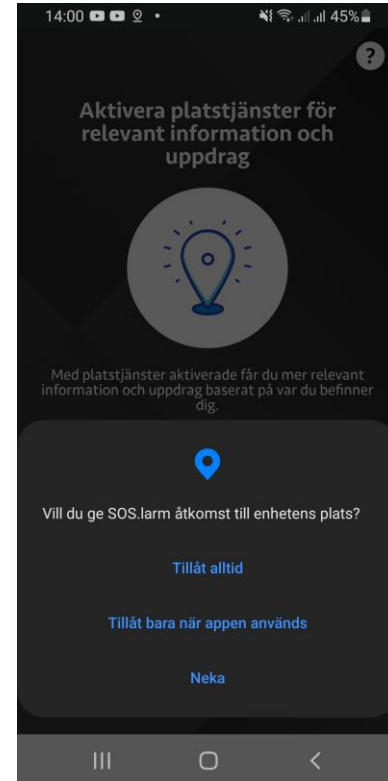 14:00
45%
?
Aktivera platstjänster för
relevant information och
uppdrag
Med platstjänster aktiverade får du mer relevant
information och uppdrag baserat på var du befinner
dig.
Vill du ge SOS.larm åtkomst till enhetens plats?
Tillåt alltid
Tillåt bara när appen används
Neka